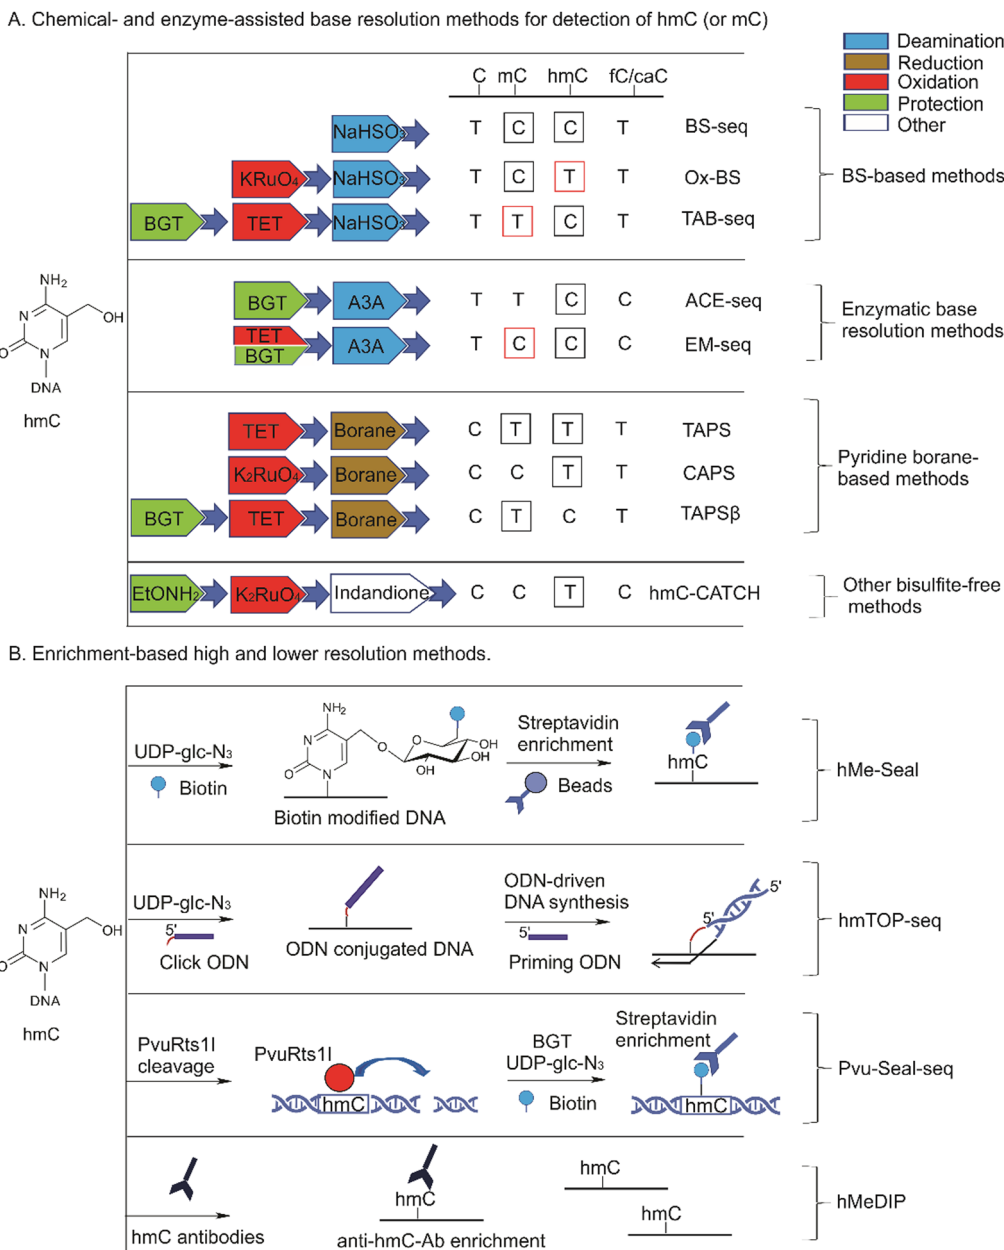 A. Chemical- and enzyme-assisted base resolution methods for detection of hmC (or mC)
Deamination
Reduction
Oxidation
Protection
Other
C mC hmC fC/caC
NaHSO3 T C C T BS-seq
KRuO4 NaHSO3 T C T T Ox-BS
BGT TET NaHSO3 T T C T TAB-seq
BS-based methods
BGT A3A T T C C ACE-seq
TET
BGT A3A T C C C EM-seq
Enzymatic base
resolution methods
TET Borane C T T T TAPS
K2RuO4 Borane C C T T CAPS
BGT TET Borane C T C T TAPSβ
Pyridine borane-
based methods
EtONH2 K2RuO4 Indandione C C T C hmC-CATCH
Other bisulfite-free
methods
NH2
N
OH
O
N
DNA
hmC
B. Enrichment-based high and lower resolution methods.
UDP-glc-N3
Biotin
NH2
N
O
N
O
O
OH
OH
OH
Biotin modified DNA
Streptavidin
enrichment
Beads
hmC
hMe-Seal
UDP-glc-N3
5'
Click ODN
ODN conjugated DNA
ODN-driven
DNA synthesis
5'
Priming ODN
5'
5'
hmTOP-seq
NH2
N
OH
O
N
DNA
hmC
PvuRts1I
cleavage
PvuRts1I
hmC
BGT
UDP-glc-N3
Biotin
Streptavidin
enrichment
hmC
Pvu-Seal-seq
hmC antibodies
hmC
anti-hmC-Ab enrichment
hmC
hmC
hMeDIP